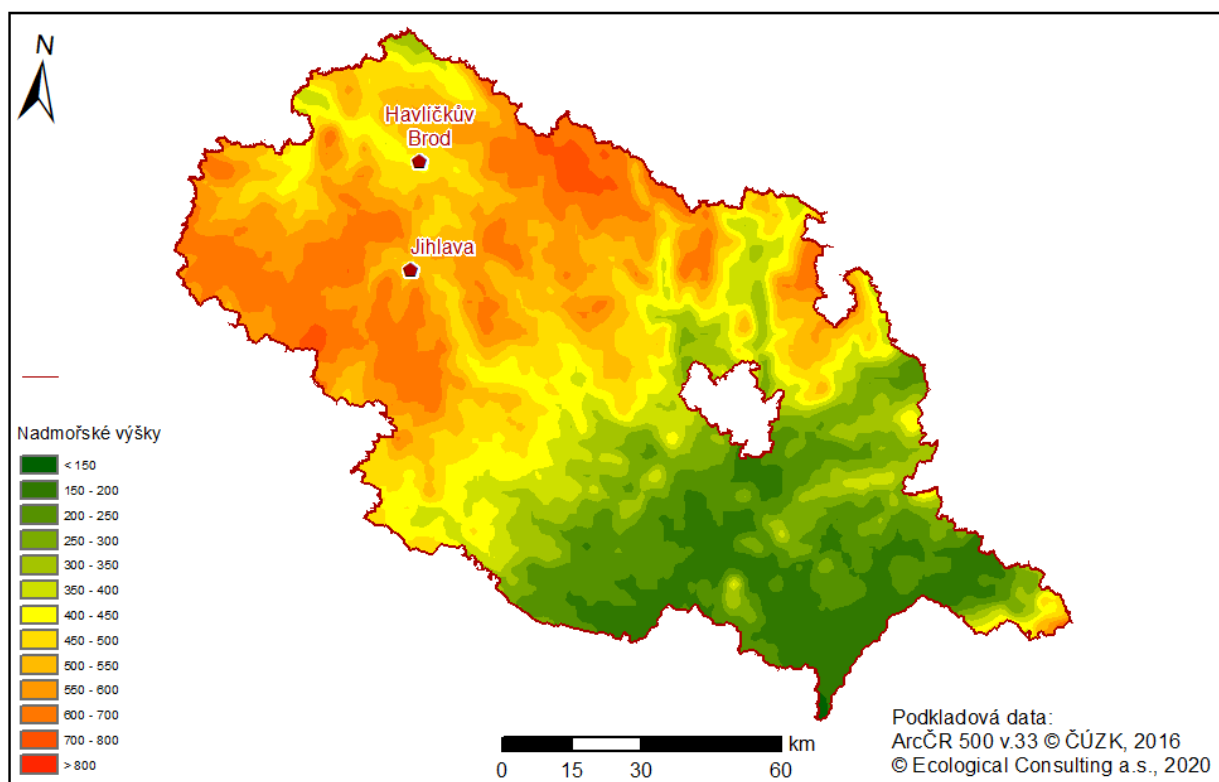 N
Havlíčkův
Brod
Jihlava
Nadmořské výšky
< 150
150 - 200
200 - 250
250 - 300
300 - 350
350 - 400
400 - 450
450 - 500
500 - 550
550 - 600
600 - 700
700 - 800
> 800
km
0 15 30 60
Podkladová data:
ArcČR 500 v.33 © ČÚZK, 2016
© Ecological Consulting a.s., 2020